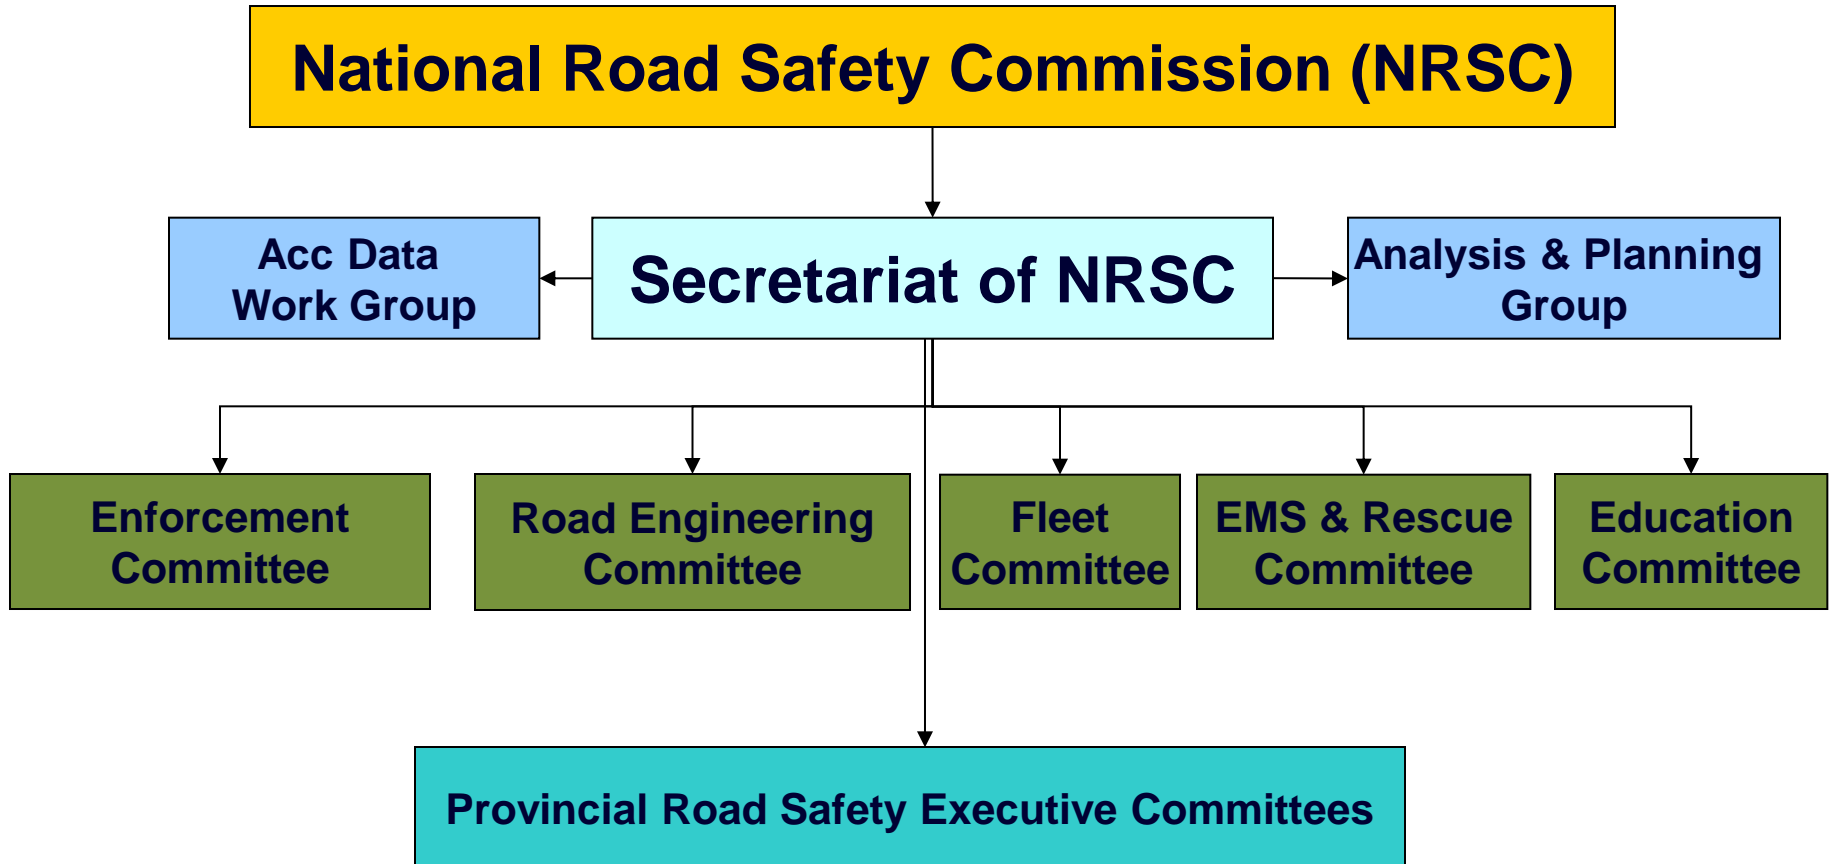 National Road Safety Commission (NRSC)
Acc Data
Work Group
Secretariat of NRSC
Analysis & Planning
Group
Enforcement
Committee
Road Engineering
Committee
Fleet
Committee
EMS & Rescue
Committee
Education
Committee
Provincial Road Safety Executive Committees